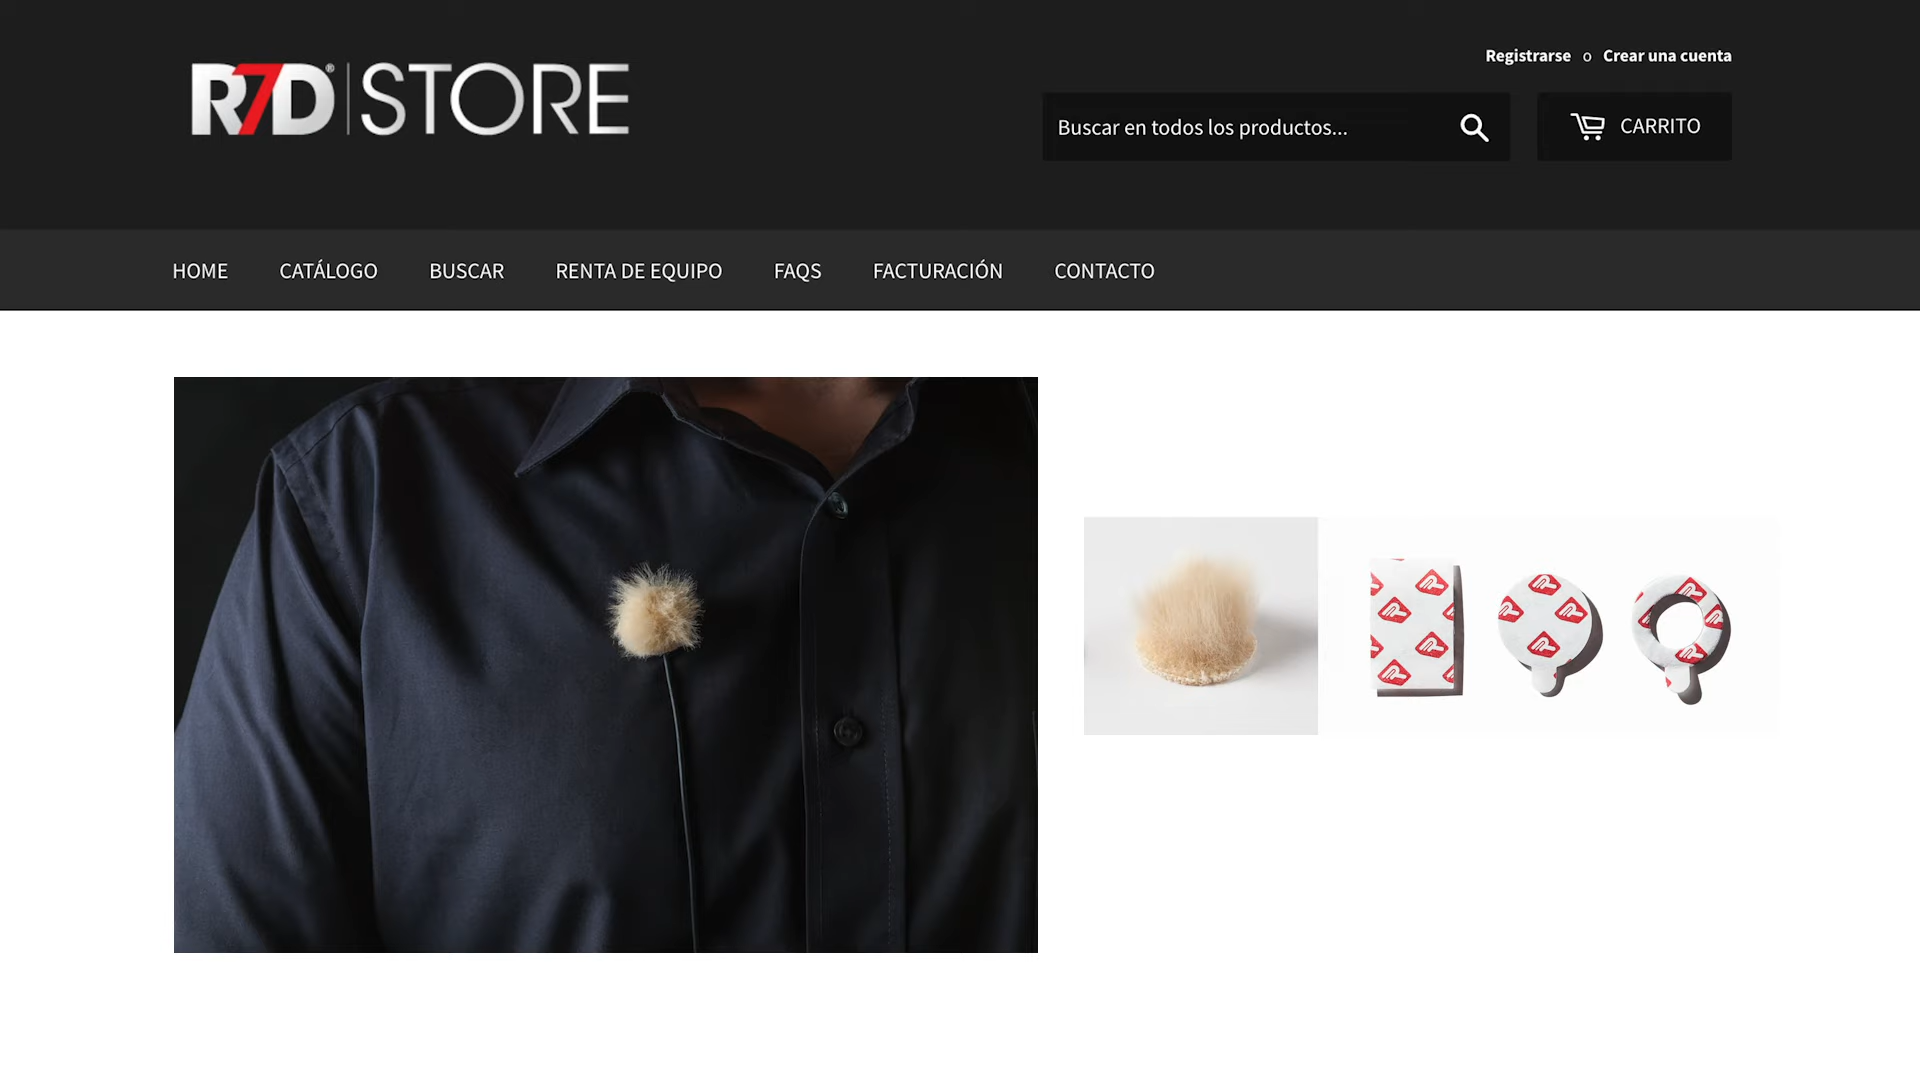 R7D® | STORE
Registrarse o Crear una cuenta
Buscar en todos los productos...
CARRITO
HOME
CATÁLOGO
BUSCAR
RENTA DE EQUIPO
FAQS
FACTURACIÓN
CONTACTO